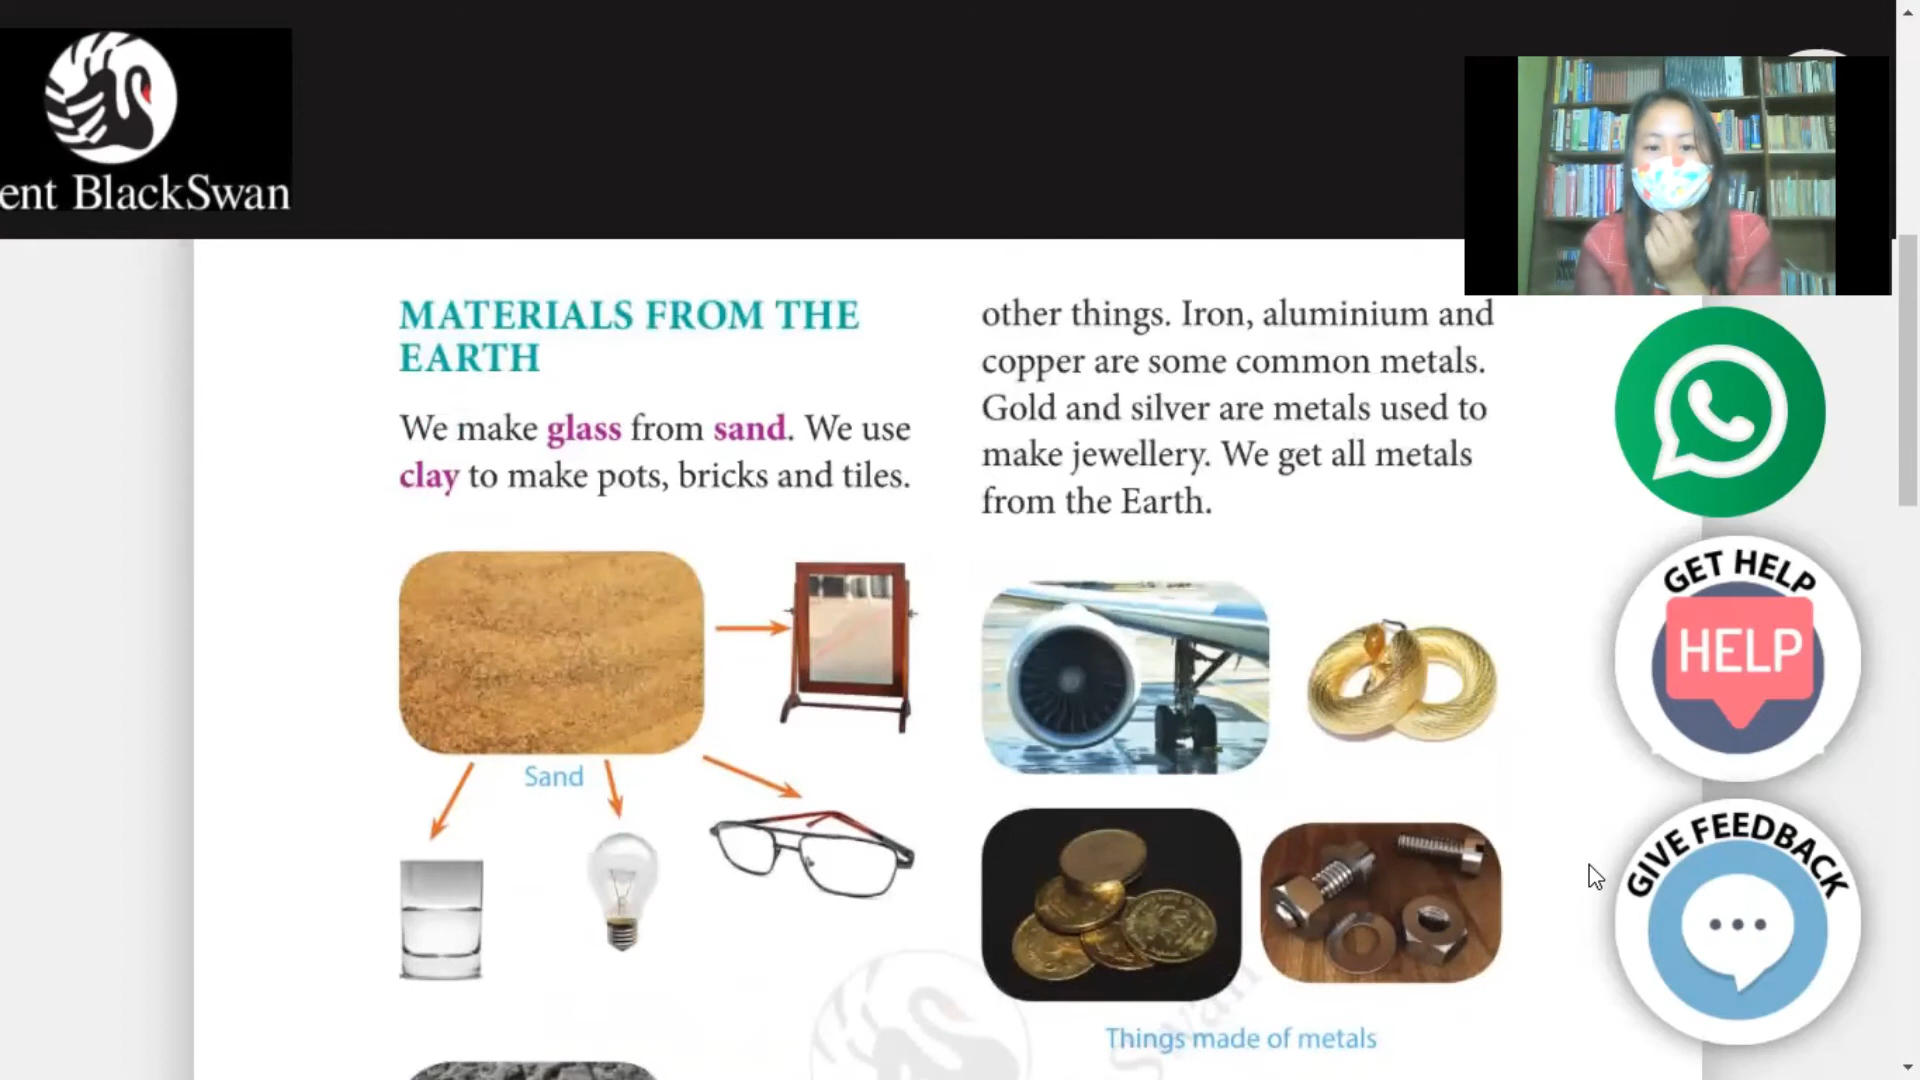 ent BlackSwan
MATERIALS FROM THE
EARTH
We make glass from sand. We use
clay to make pots, bricks and tiles.
Sand
other things. Iron, aluminium and
copper are some common metals.
Gold and silver are metals used to
make jewellery. We get all metals
from the Earth.
Things made of metals
GET HELP
HELP
GIVE FEEDBACK